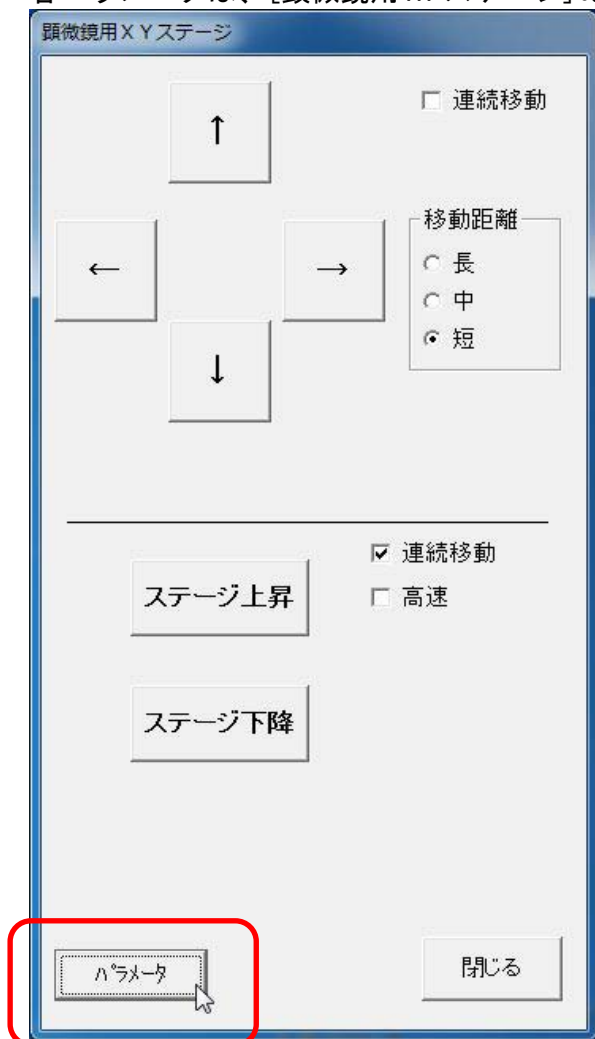 顕微鏡用ＸＹステージ
↑
□ 連続移動
←
→
移動距離
長
中
短
↓
ステージ上昇
連続移動
高速
ステージ下降
ﾊﾟﾗﾒｰﾀ
閉じる